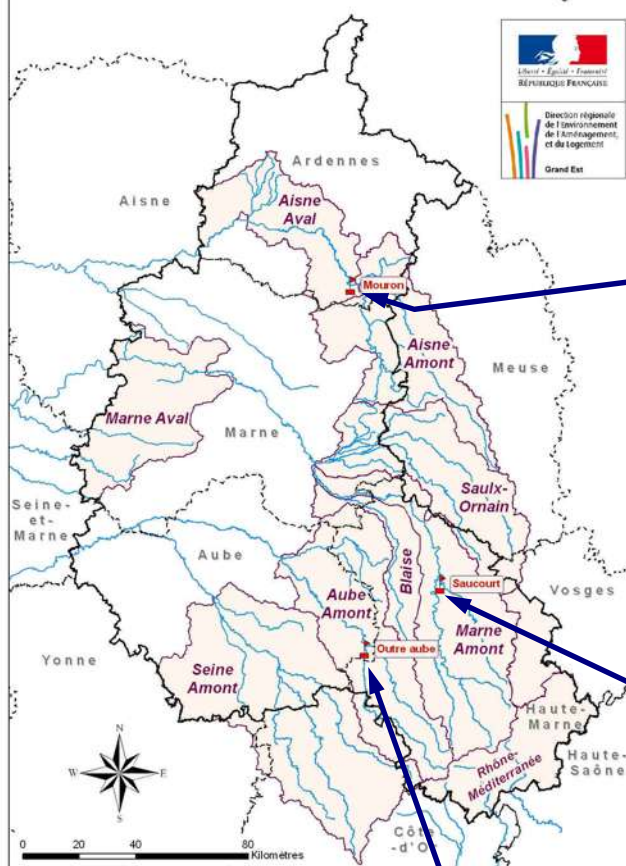 Liberté • Égalité • Fraternité
RÉPUBLIQUE FRANÇAISE
Direction régionale
de l'Environnement
de l'Aménagement,
et du Logement
Grand Est
Ardennes
Aisne
Aisne
Aval
Mouron
Aisne
Amont
Meuse
Marne Aval
Marne
Saulx-
Ornain
Seine-
et-
Marne
Aube
Blaise
Saucourt
Vosges
Aube
Amont
Marne
Amont
Outre aube
Yonne
Seine
Amont
Haute-
Marne
Haute-
Saône
Rhône-
Méditerranée
N
W
E
S
Côte
-d'Or
0 20 40 80
Kilomètres